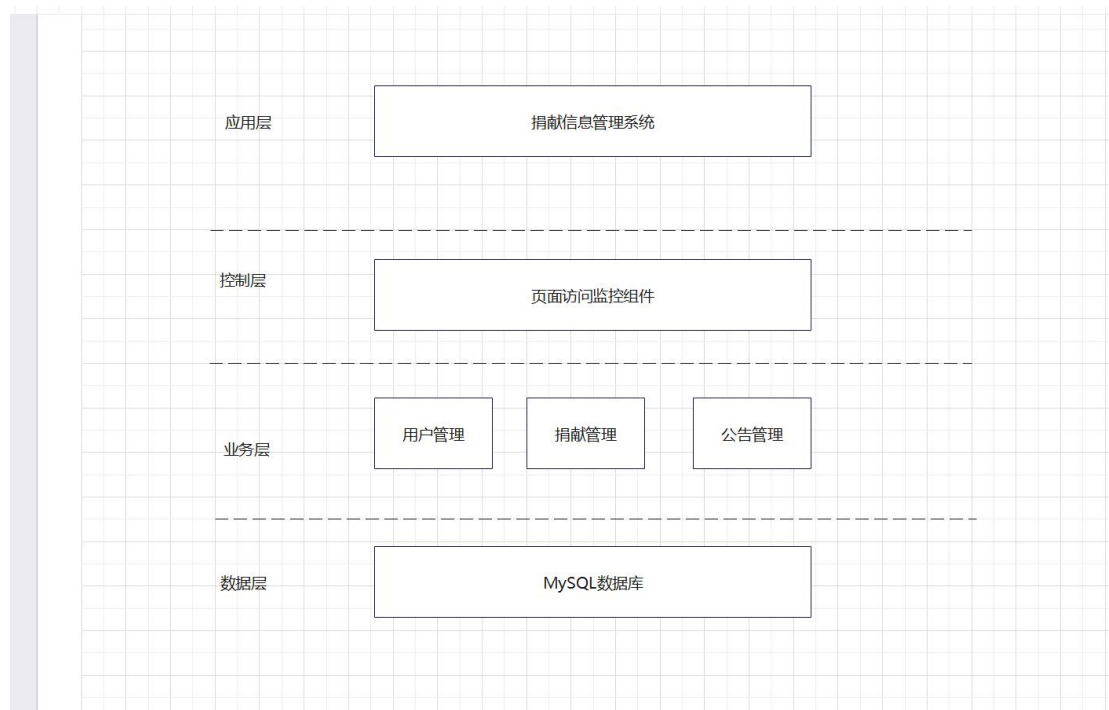 应用层
捐献信息管理系统
控制层
页面访问监控组件
业务层
用户管理
捐献管理
公告管理
数据层
MySQL数据库